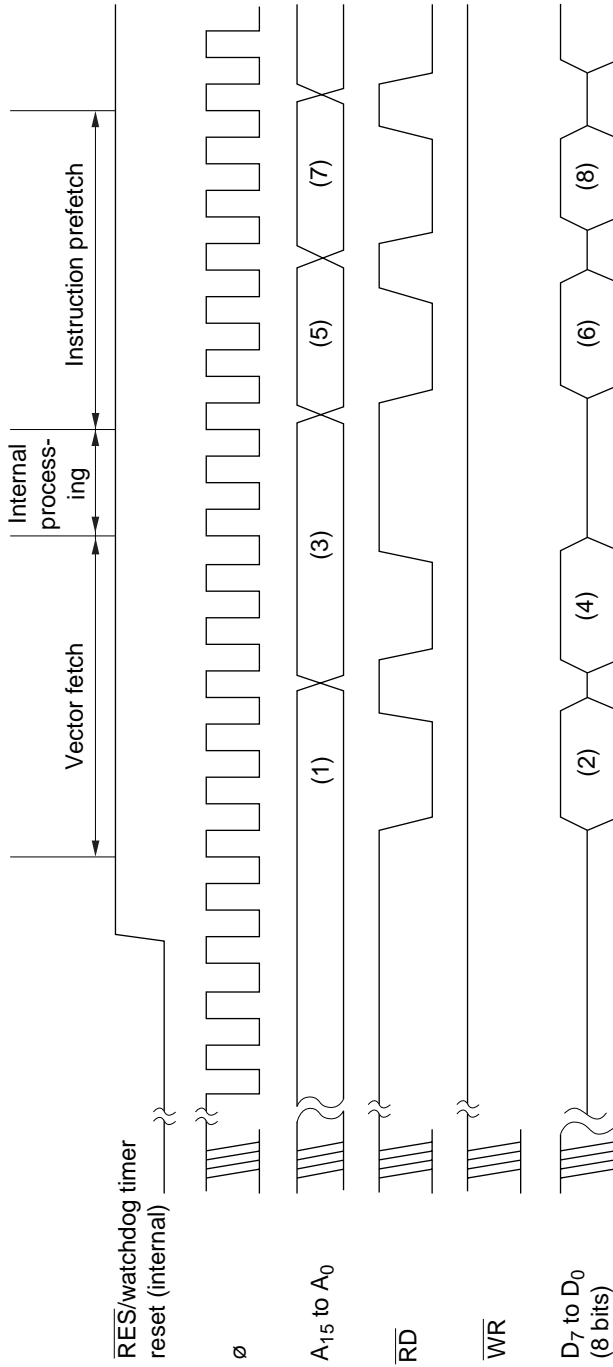 Vector fetch
Internal
process-
ing
Instruction prefetch
RES/watchdog timer
reset (internal)
ø
A15 to A0
(1)
(3)
(5)
(7)
RD
WR
D7 to D0
(8 bits)
(2)
(4)
(6)
(8)